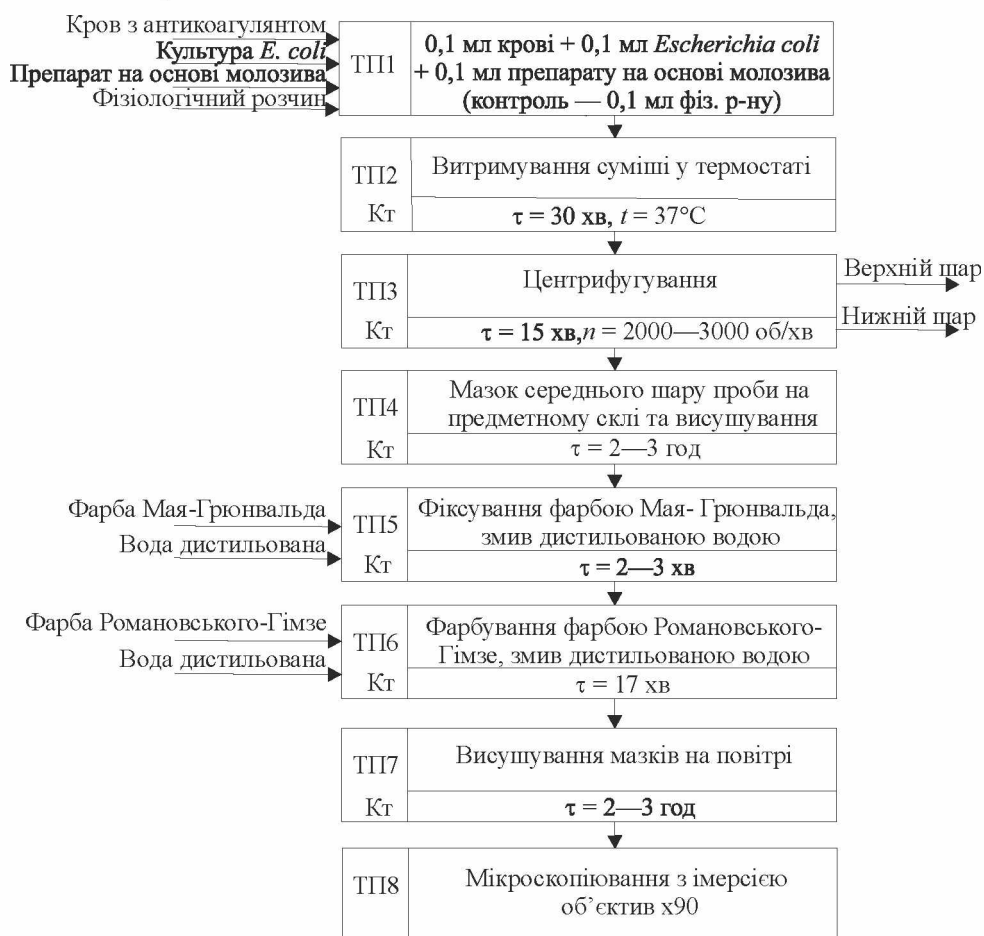 Кров з антикоагулянтом
Культура E. coli
Препарат на основі молозива
Фізіологічний розчин
ТП1
0,1 мл крові + 0,1 мл Escherichia coli
+ 0,1 мл препарату на основі молозива
(контроль — 0,1 мл фіз. р-ну)
ТП2
Витримування суміші у термостаті
Кт
τ = 30 хв, t = 37°С
ТП3
Центрифугування
Кт
τ = 15 хв,n = 2000—3000 об/хв
Верхній шар
Нижній шар
ТП4
Мазок середнього шару проби на
предметному склі та висушування
Кт
τ = 2—3 год
Фарба Мая-Грюнвальда
Вода дистильована
ТП5
Фіксування фарбою Мая- Грюнвальда,
змив дистильованою водою
Кт
τ = 2—3 хв
Фарба Романовського-Гімзе
Вода дистильована
ТП6
Фарбування фарбою Романовського-
Гімзе, змив дистильованою водою
Кт
τ = 17 хв
ТП7
Висушування мазків на повітрі
Кт
τ = 2—3 год
ТП8
Мікроскопіювання з імерсією
об’єктив х90